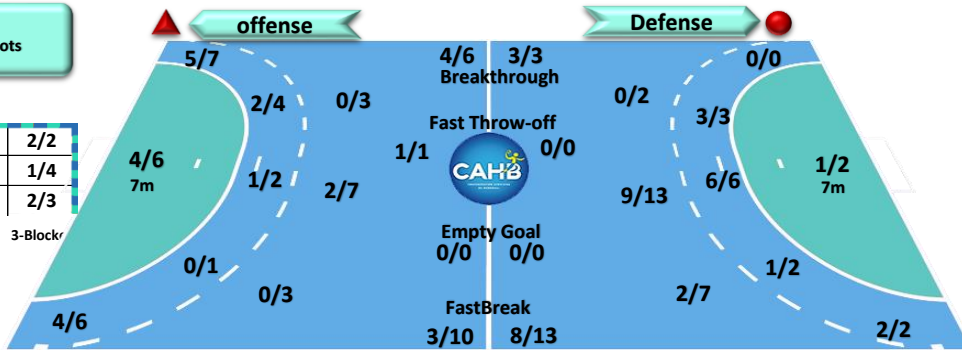 offense
Defense
ots
5/7
4/6 3/3
0/0
Breakthrough
2/4
0/3
0/2
3/3
Fast Throw-off
1/1
0/0
2/2
1/4
2/3
4/6
7m
CAHB
1/2
7m
1/2
2/7
9/13
6/6
3-Block
Empty Goal
0/0 0/0
0/1
1/2
0/3
2/7
FastBreak
4/6
3/10 8/13
2/2